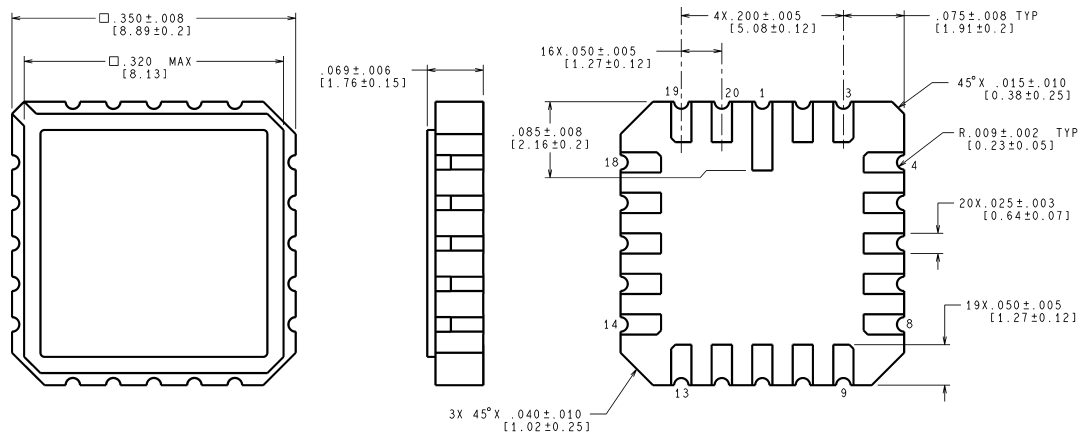 □ .350±.008
[8.89±0.2]
□ .320 MAX
[8.13]
.069±.006
[1.76±0.15]
4X .200±.005
[5.08±0.12]
.075±.008 TYP
[1.91±0.2]
16X .050±.005
[1.27±0.12]
45°X .015±.010
[0.38±0.25]
19
20
1
3
.085±.008
[2.16±0.2]
R.009±.002 TYP
[0.23±0.05]
18
4
20X .025±.003
[0.64±0.07]
19X .050±.005
[1.27±0.12]
14
8
13
9
3X 45°X .040±.010
[1.02±0.25]